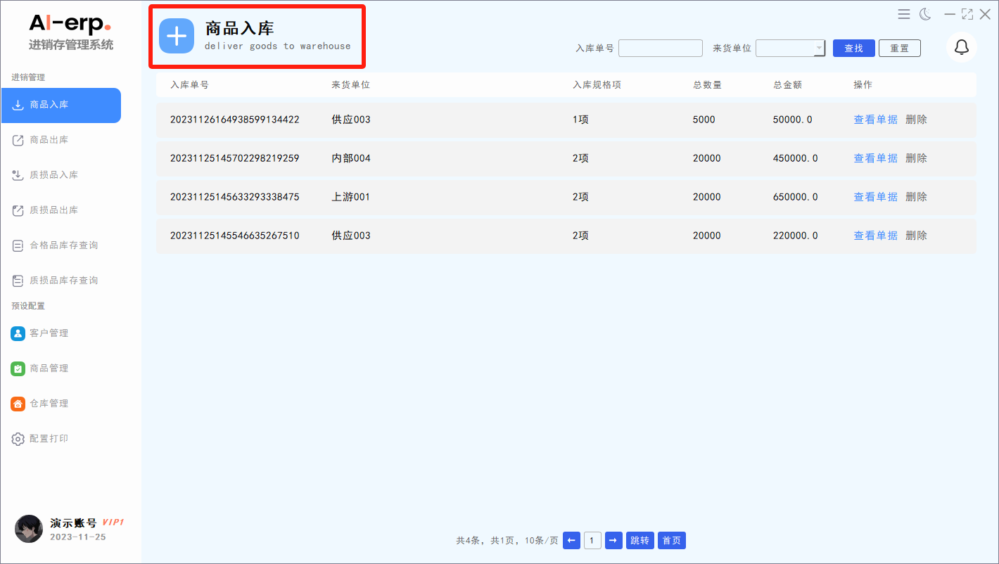 AI-erp.
进销存管理系统
进销管理
商品入库
商品出库
质损品入库
质损品出库
合格品库存查询
质损品库存查询
预设配置
客户管理
商品管理
仓库管理
配置打印
演示账号 VIP1
2023-11-25
商品入库
deliver goods to warehouse
入库单号 来货单位 查找 重置
入库单号 来货单位 入库规格项 总数量 总金额 操作
20231126164938599134422 供应003 1项 5000 50000.0 查看单据 删除
20231125145702298219259 内部004 2项 20000 450000.0 查看单据 删除
20231125145633293338475 上游001 2项 20000 650000.0 查看单据 删除
20231125145546635267510 供应003 2项 20000 220000.0 查看单据 删除
共4条, 共1页, 10条/页 ← 1 → 跳转 首页